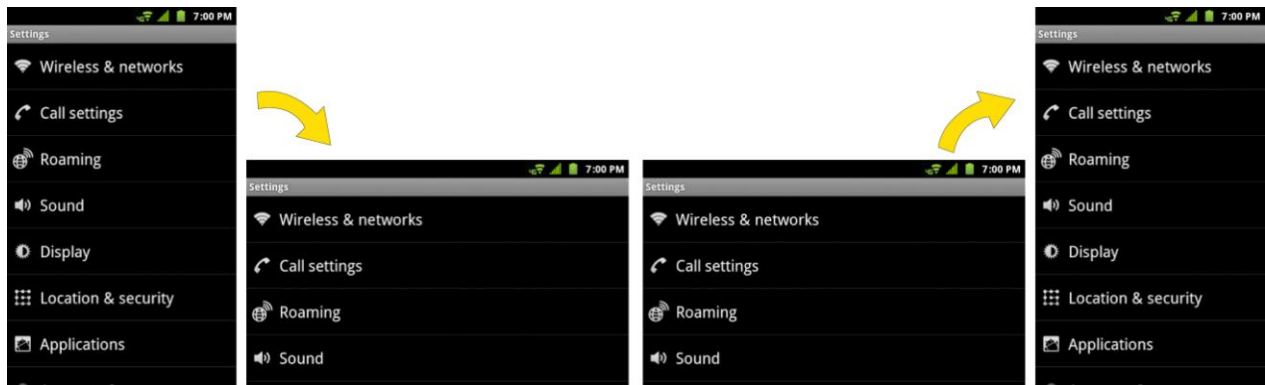 7:00 PM
Settings
Wireless & networks
Call settings
Roaming
Sound
Display
Location & security
Applications
7:00 PM
Settings
Wireless & networks
Call settings
Roaming
Sound
7:00 PM
Settings
Wireless & networks
Call settings
Roaming
Sound
7:00 PM
Settings
Wireless & networks
Call settings
Roaming
Sound
Display
Location & security
Applications